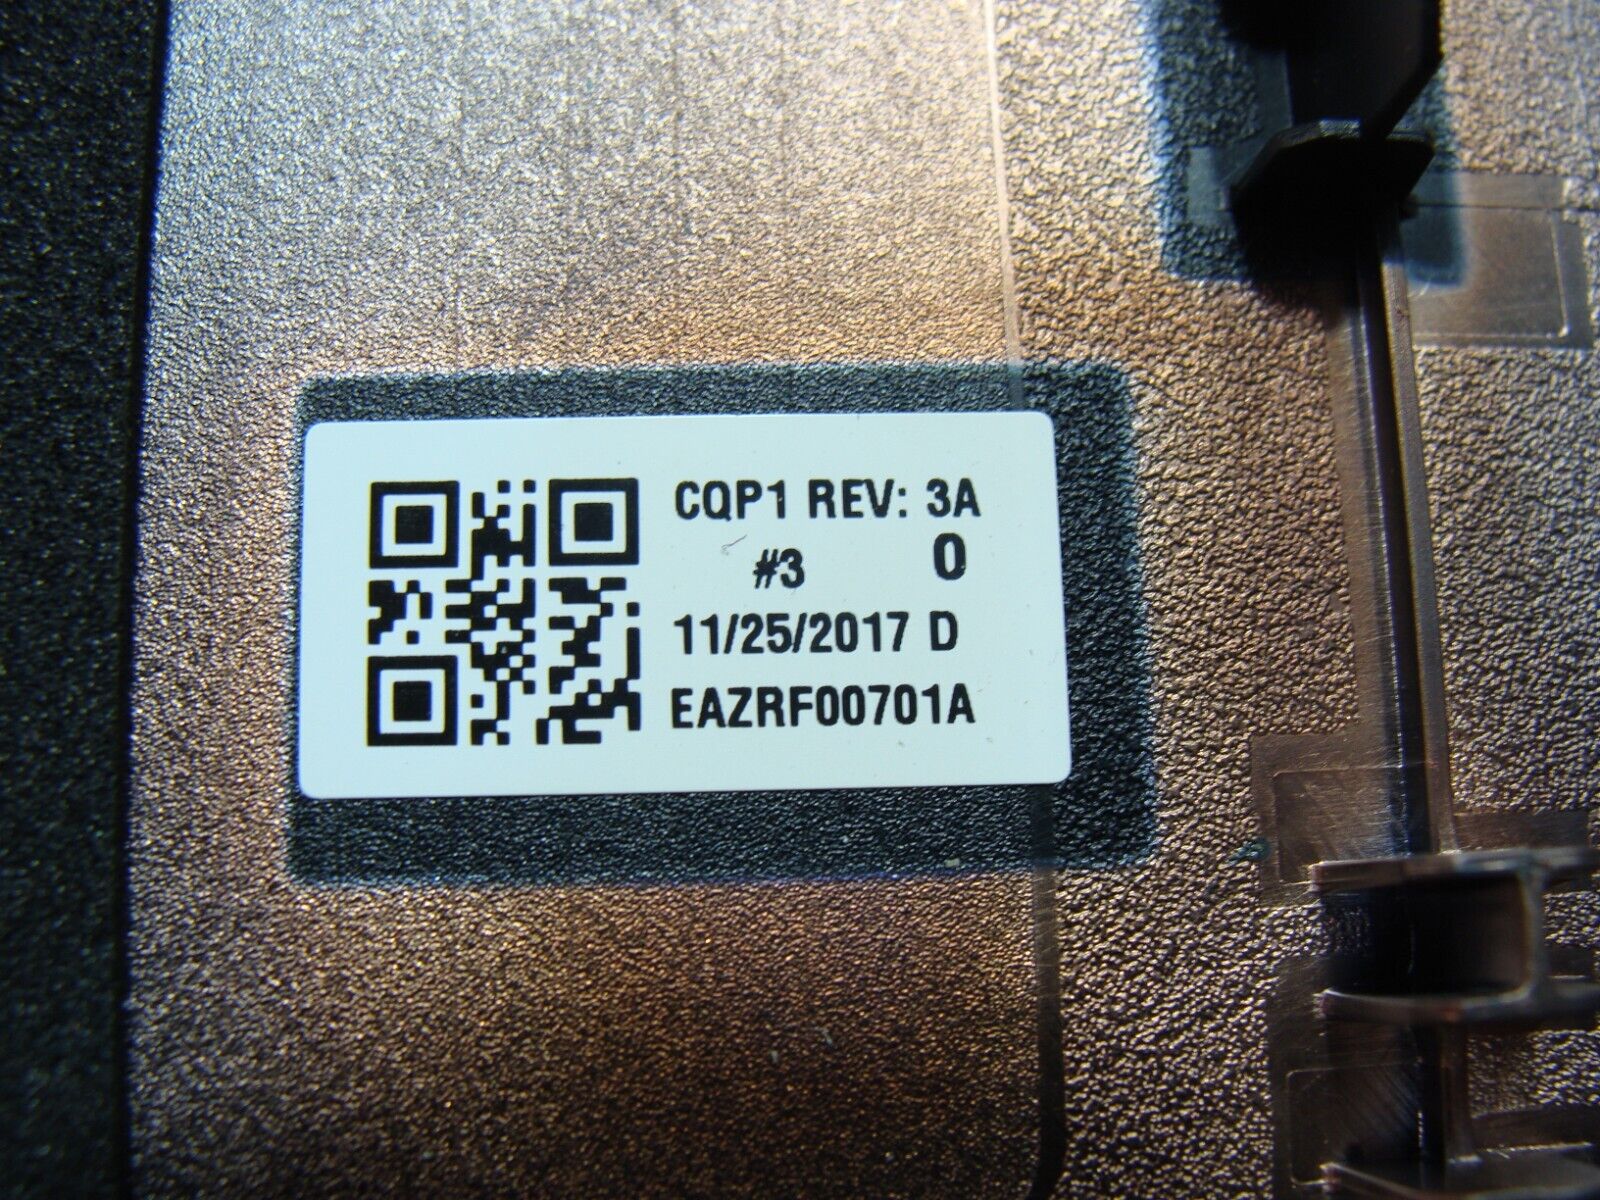 CQP1 REV: 3A
#3 0
11/25/2017 D
EAZRF00701A